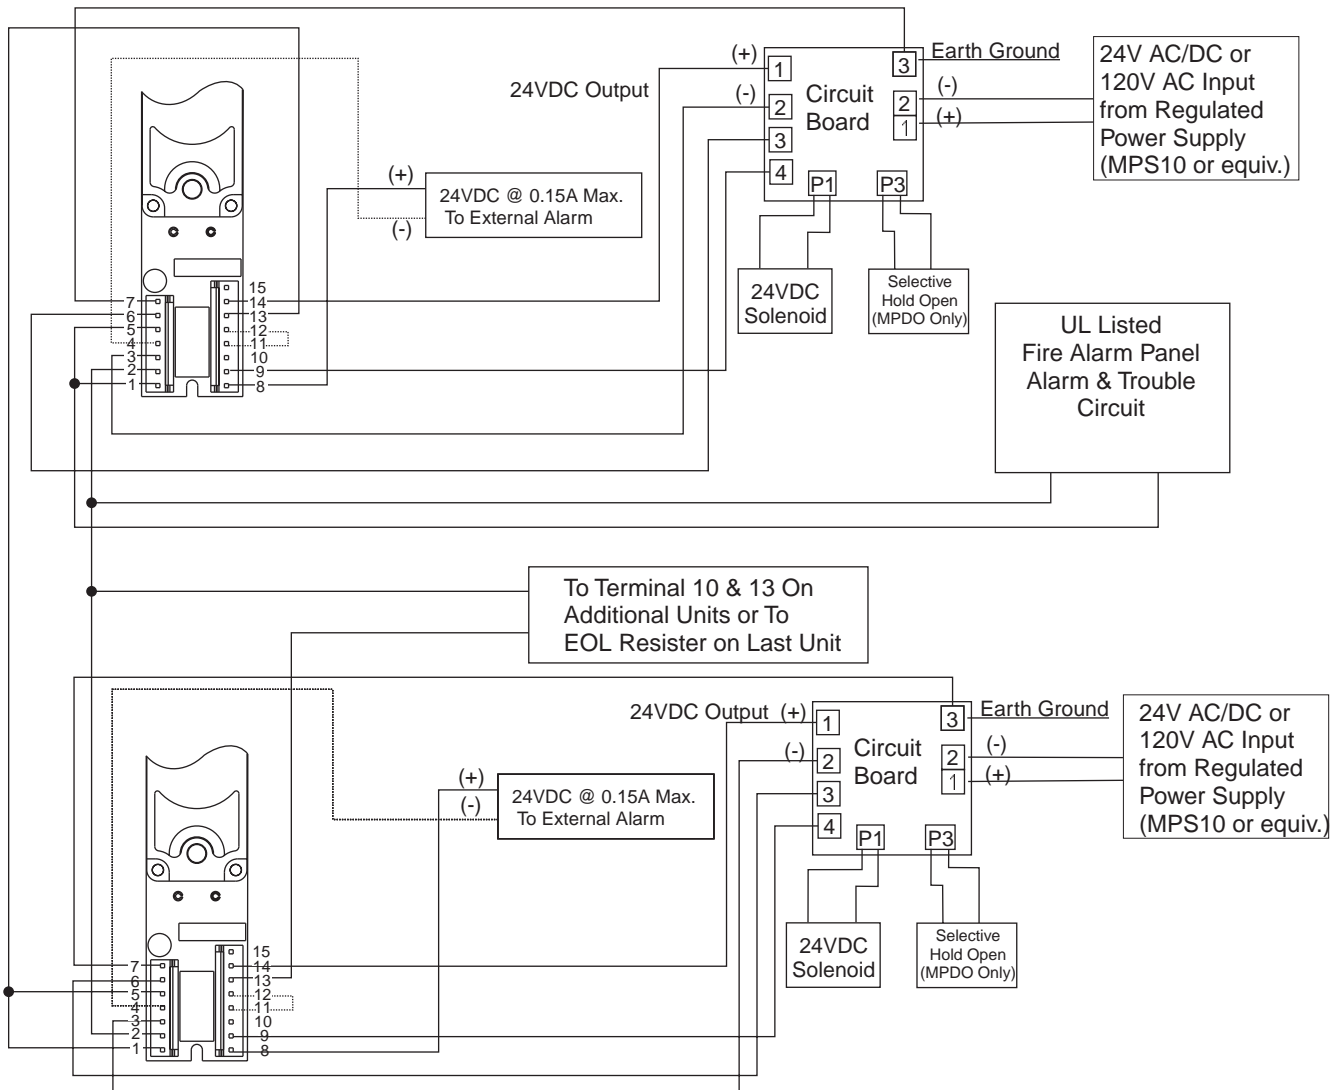 Earth Ground
24V AC/DC or
120V AC Input
from Regulated
Power Supply
(MPS10 or equiv.)
(+)
(-)
24VDC Output
1
2
3
4
Circuit
Board
3
2
1
(-)
(+)
P1
P3
(+)
(-)
24VDC @ 0.15A Max.
To External Alarm
24VDC
Solenoid
Selective
Hold Open
(MPDO Only)
7
6
5
4
3
2
1
15
14
13
12
11
10
9
8
UL Listed
Fire Alarm Panel
Alarm & Trouble
Circuit
To Terminal 10 & 13 On
Additional Units or To
EOL Resister on Last Unit
24VDC Output (+)
(-)
1
2
3
4
Circuit
Board
3
2
1
Earth Ground
(-)
(+)
24V AC/DC or
120V AC Input
from Regulated
Power Supply
(MPS10 or equiv.)
P1
P3
(+)
(-)
24VDC @ 0.15A Max.
To External Alarm
24VDC
Solenoid
Selective
Hold Open
(MPDO Only)
7
6
5
4
3
2
1
15
14
13
12
11
10
9
8